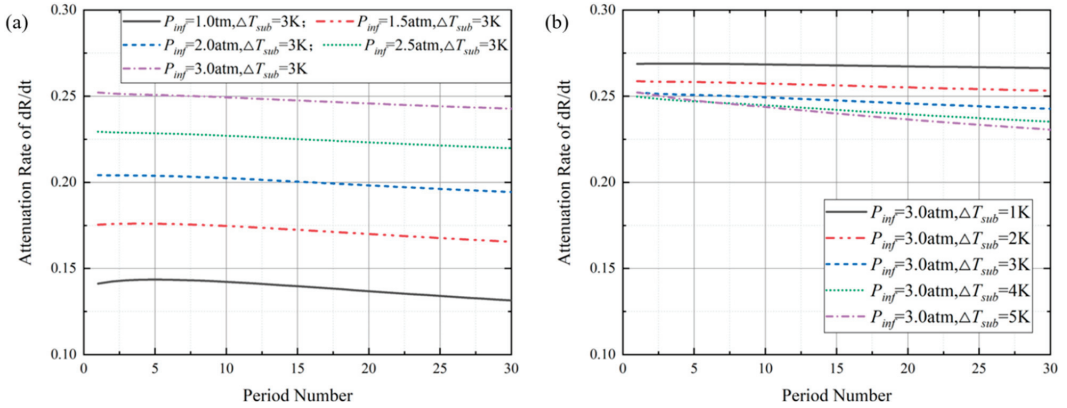 (a)
P_inf=1.0tm,△T_sub=3K；
P_inf=1.5atm,△T_sub=3K
P_inf=2.0atm,△T_sub=3K；
P_inf=2.5atm,△T_sub=3K
P_inf=3.0atm,△T_sub=3K
Attenuation Rate of dR/dt
0.30
0.25
0.20
0.15
0.10
0
5
10
15
20
25
30
Period Number
(b)
Attenuation Rate of dR/dt
0.30
0.25
0.20
0.15
0.10
P_inf=3.0atm,△T_sub=1K
P_inf=3.0atm,△T_sub=2K
P_inf=3.0atm,△T_sub=3K
P_inf=3.0atm,△T_sub=4K
P_inf=3.0atm,△T_sub=5K
0
5
10
15
20
25
30
Period Number